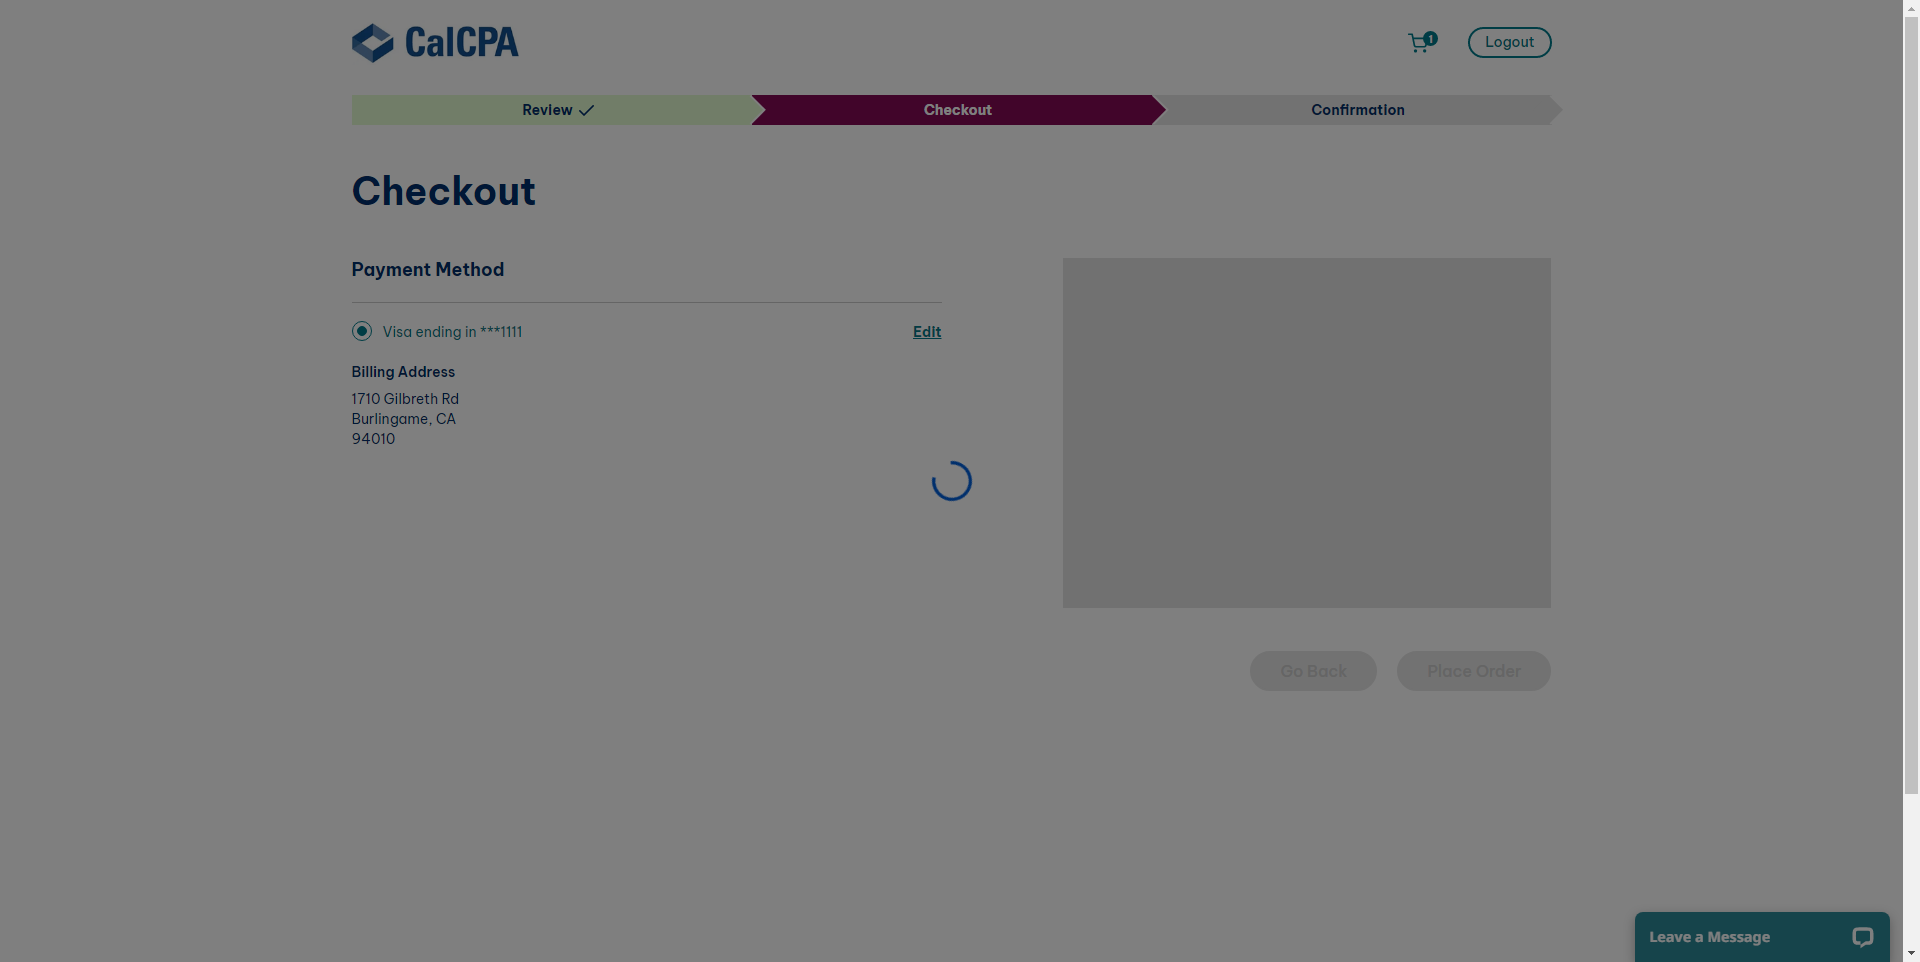 CalCPA
1
Logout
Review
Checkout
Confirmation
Checkout
Payment Method
Visa ending in ***1111
Edit
Billing Address
1710 Gilbreth Rd
Burlingame, CA
94010
Go Back
Place Order
Leave a Message